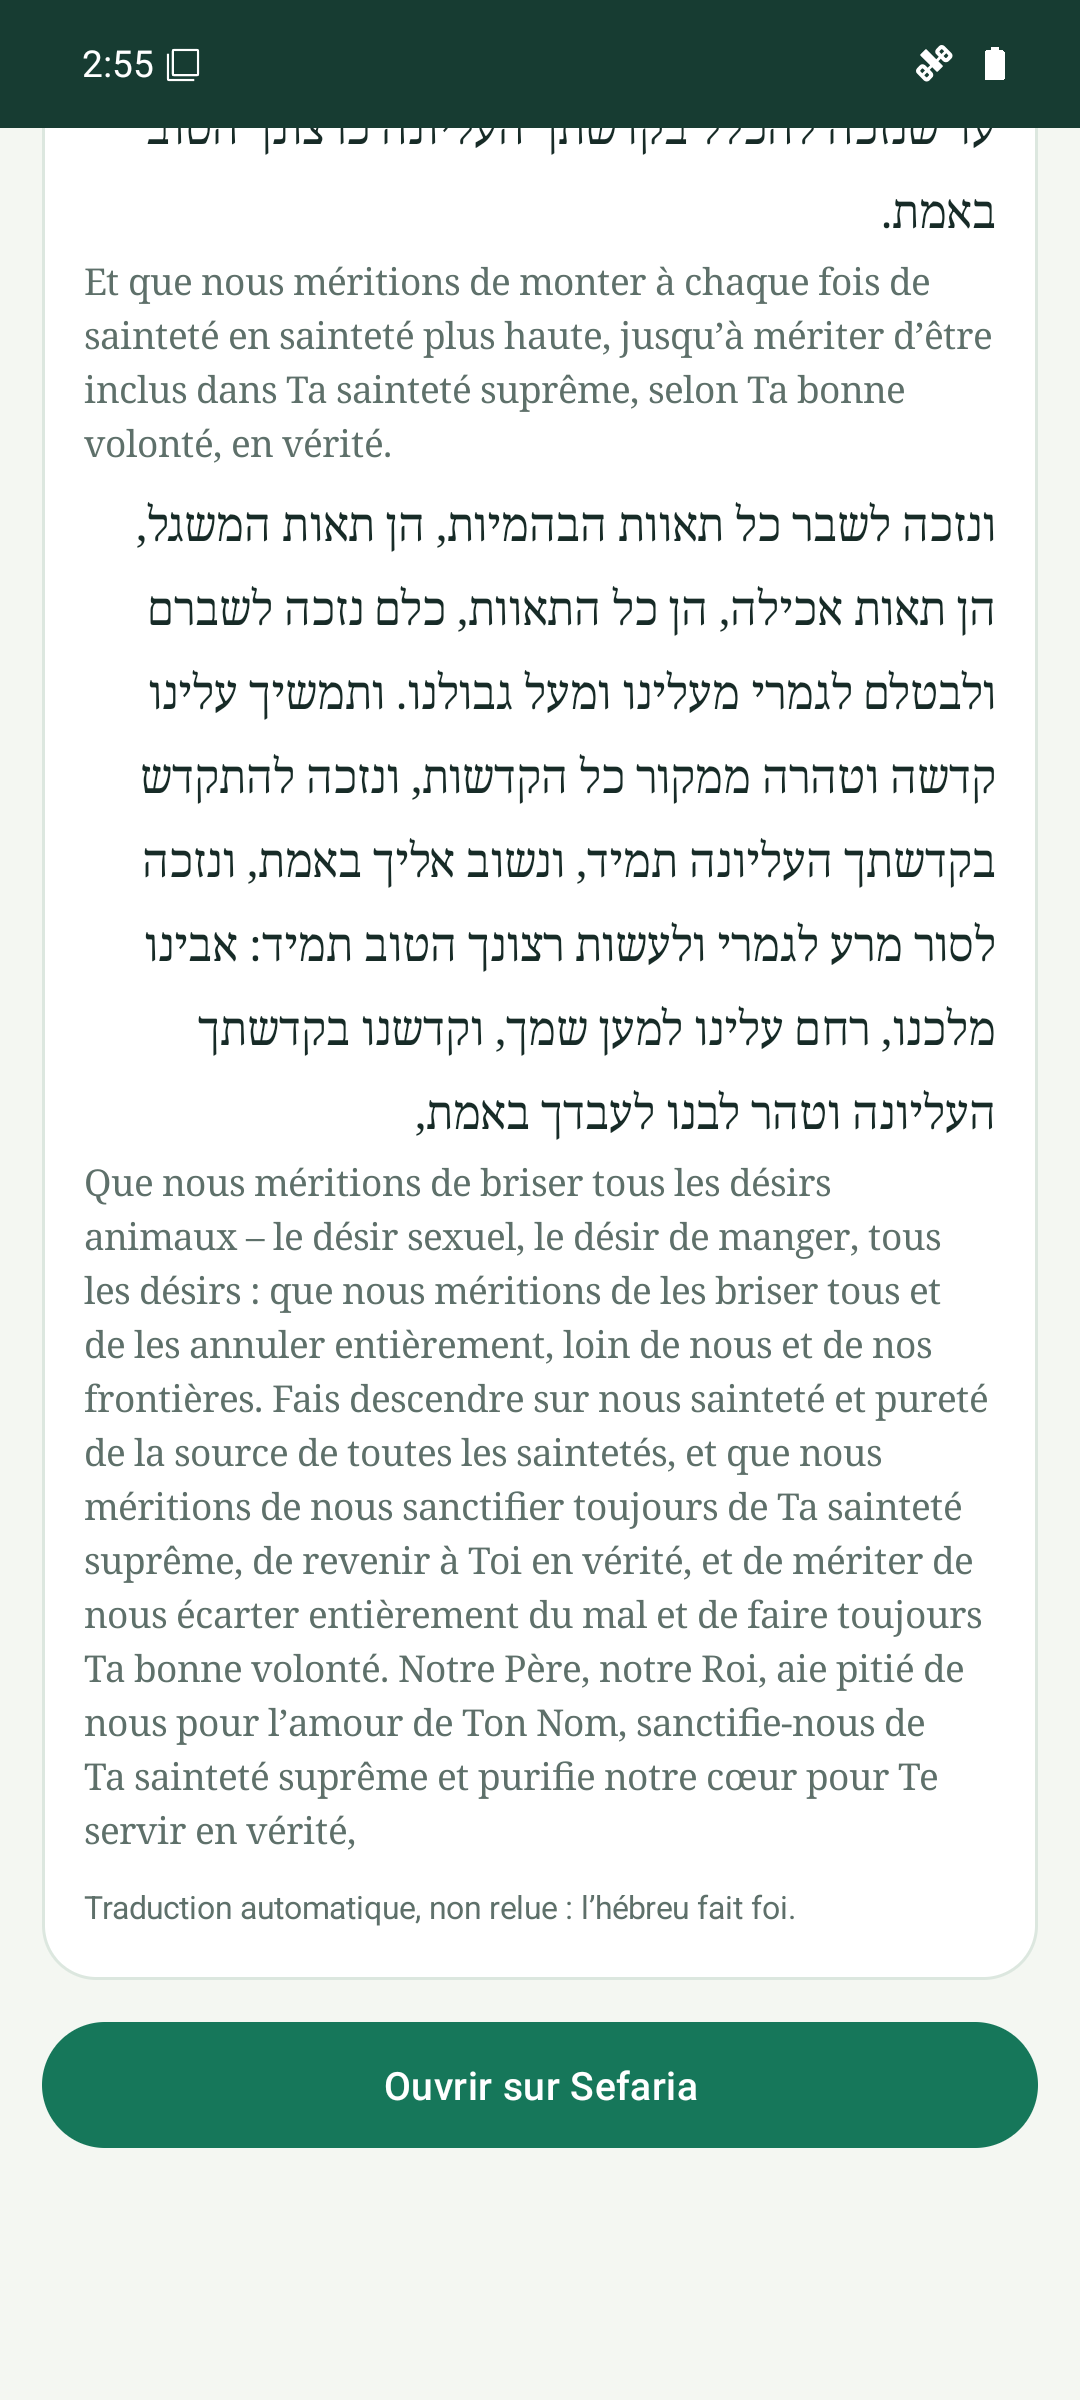 2:55
עד שנזכה להכלל בקדשתך העליונה כרצונך הטוב
באמת.
Et que nous méritions de monter à chaque fois de
sainteté en sainteté plus haute, jusqu’à mériter d’être
inclus dans Ta sainteté suprême, selon Ta bonne
volonté, en vérité.
ונזכה לשבר כל תאוות הבהמיות, הן תאות המשגל,
הן תאות אכילה, הן כל התאוות, כלם נזכה לשברם
ולבטלם לגמרי מעלינו ומעל גבולנו. ותמשיך עלינו
קדשה וטהרה ממקור כל הקדשות, ונזכה להתקדש
בקדשתך העליונה תמיד, ונשוב אליך באמת, ונזכה
לסור מרע לגמרי ולעשות רצונך הטוב תמיד: אבינו
מלכנו, רחם עלינו למען שמך, וקדשנו בקדשתך
העליונה וטהר לבנו לעבדך באמת,
Que nous méritions de briser tous les désirs
animaux – le désir sexuel, le désir de manger, tous
les désirs : que nous méritions de les briser tous et
de les annuler entièrement, loin de nous et de nos
frontières. Fais descendre sur nous sainteté et pureté
de la source de toutes les saintetés, et que nous
méritions de nous sanctifier toujours de Ta sainteté
suprême, de revenir à Toi en vérité, et de mériter de
nous écarter entièrement du mal et de faire toujours
Ta bonne volonté. Notre Père, notre Roi, aie pitié de
nous pour l’amour de Ton Nom, sanctifie-nous de
Ta sainteté suprême et purifie notre cœur pour Te
servir en vérité,
Traduction automatique, non relue : l’hébreu fait foi.
Ouvrir sur Sefaria